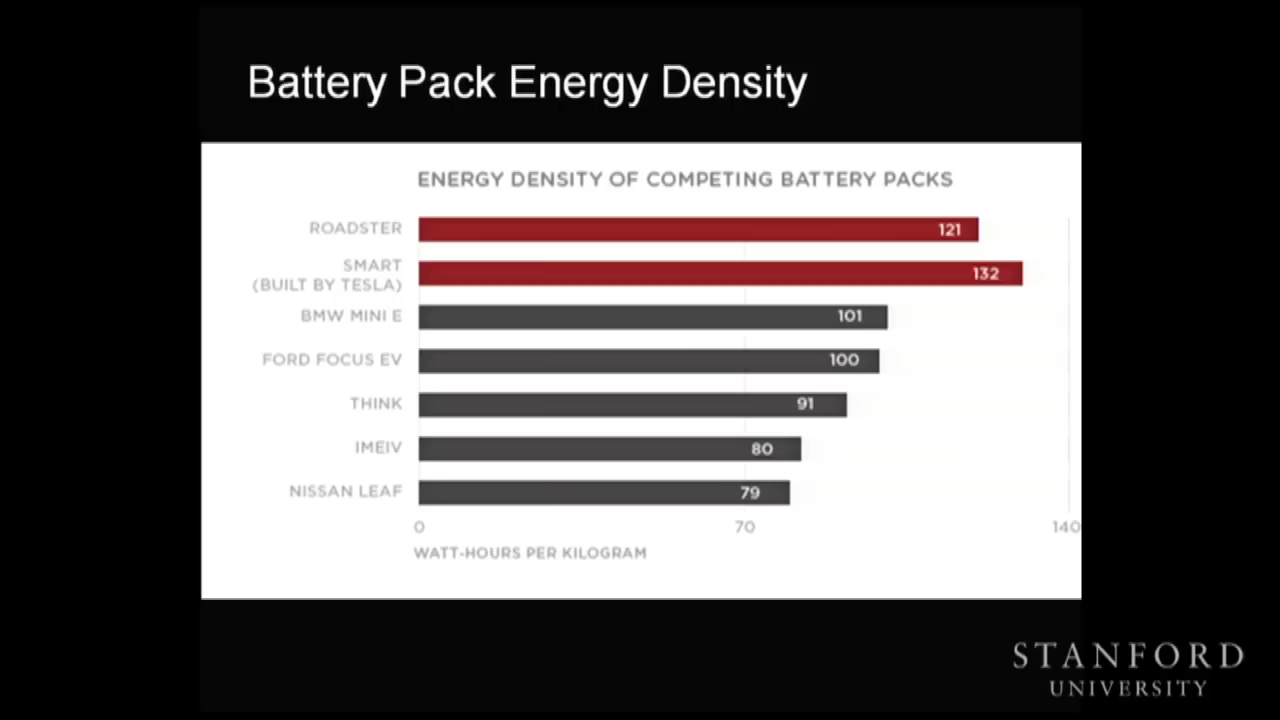 Battery Pack Energy Density
ENERGY DENSITY OF COMPETING BATTERY PACKS
ROADSTER 121
SMART
(BUILT BY TESLA) 132
BMW MINI E 101
FORD FOCUS EV 100
THINK 91
IMEIV 80
NISSAN LEAF 79
0 70 140
WATT-HOURS PER KILOGRAM
STANFORD
UNIVERSITY